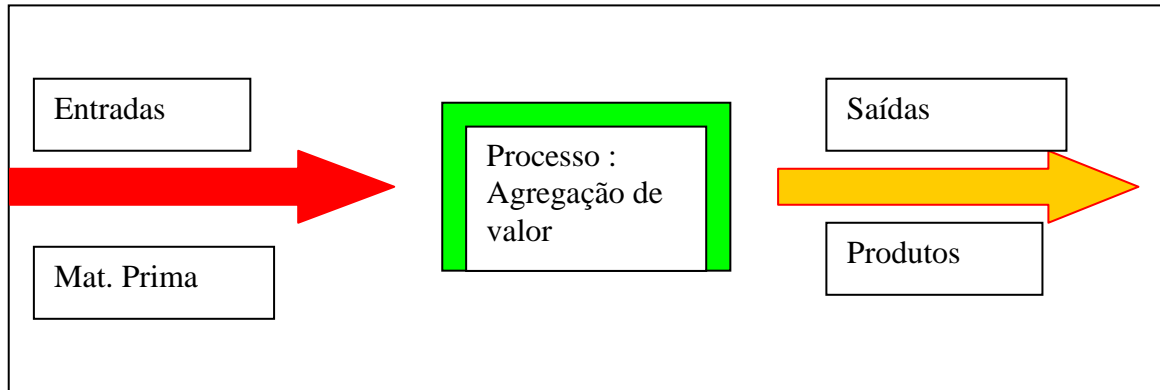 Entradas
Mat. Prima
Processo :
Agregação de
valor
Saídas
Produtos